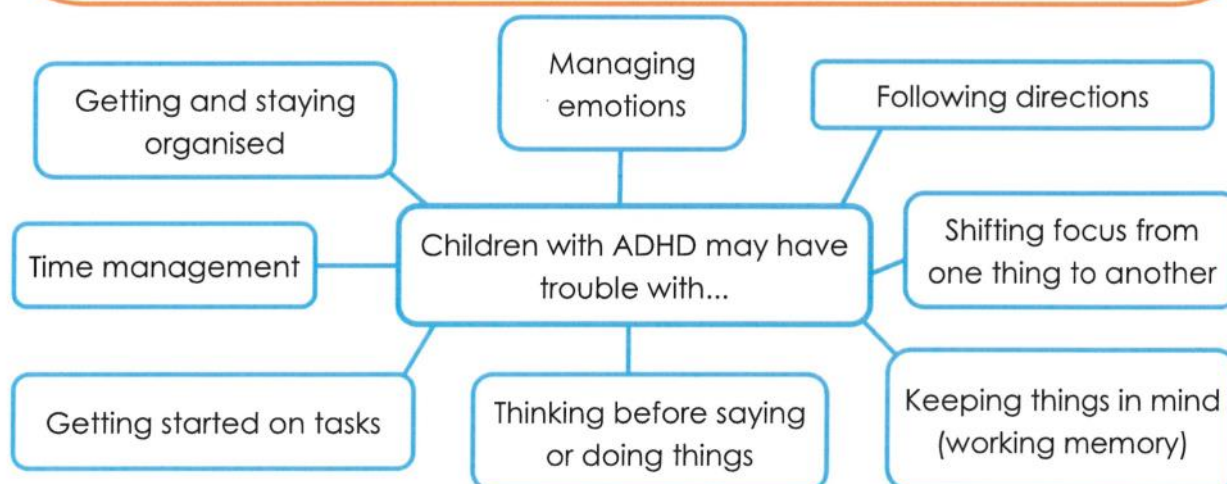 Managing
emotions
Getting and staying
organised
Following directions
Children with ADHD may have
trouble with...
Time management
Shifting focus from
one thing to another
Getting started on tasks
Thinking before saying
or doing things
Keeping things in mind
(working memory)